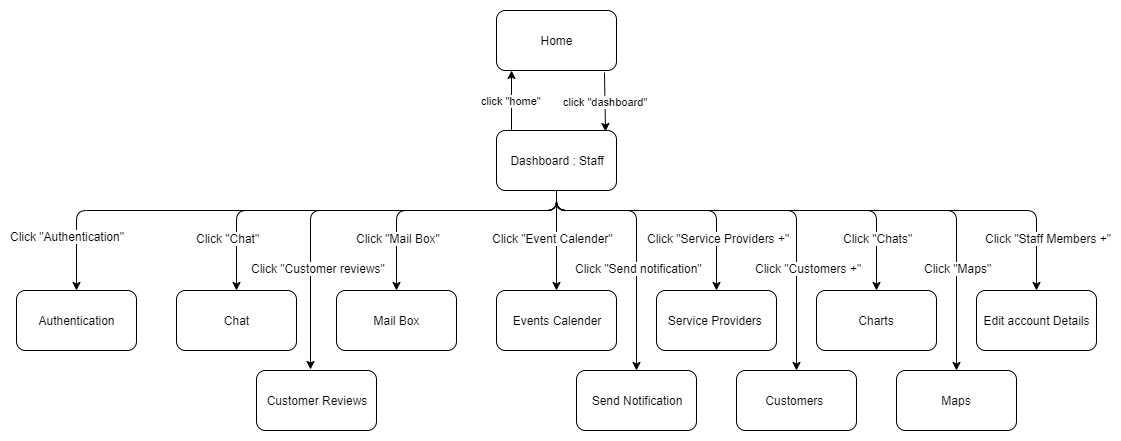 Home
click "home"
click "dashboard"
Dashboard : Staff
Click "Authentication"
Click "Chat"
Click "Mail Box"
Click "Event Calender"
Click "Service Providers +"
Click "Chats"
Click "Staff Members +"
Click "Customer reviews"
Click "Send notification"
Click "Customers +"
Click "Maps"
Authentication
Chat
Mail Box
Events Calender
Service Providers
Charts
Edit account Details
Customer Reviews
Send Notification
Customers
Maps